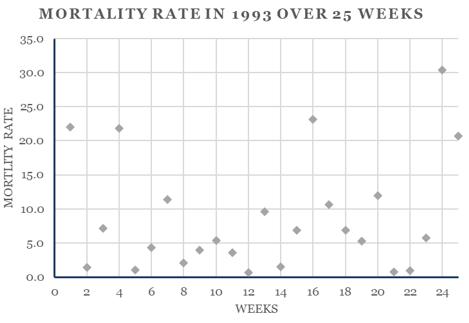 MORTALITY RATE IN 1993 OVER 25 WEEKS
35.0
30.0
25.0
20.0
15.0
10.0
5.0
0.0
MORTLITY RATE
0 2 4 6 8 10 12 14 16 18 20 22 24
WEEKS